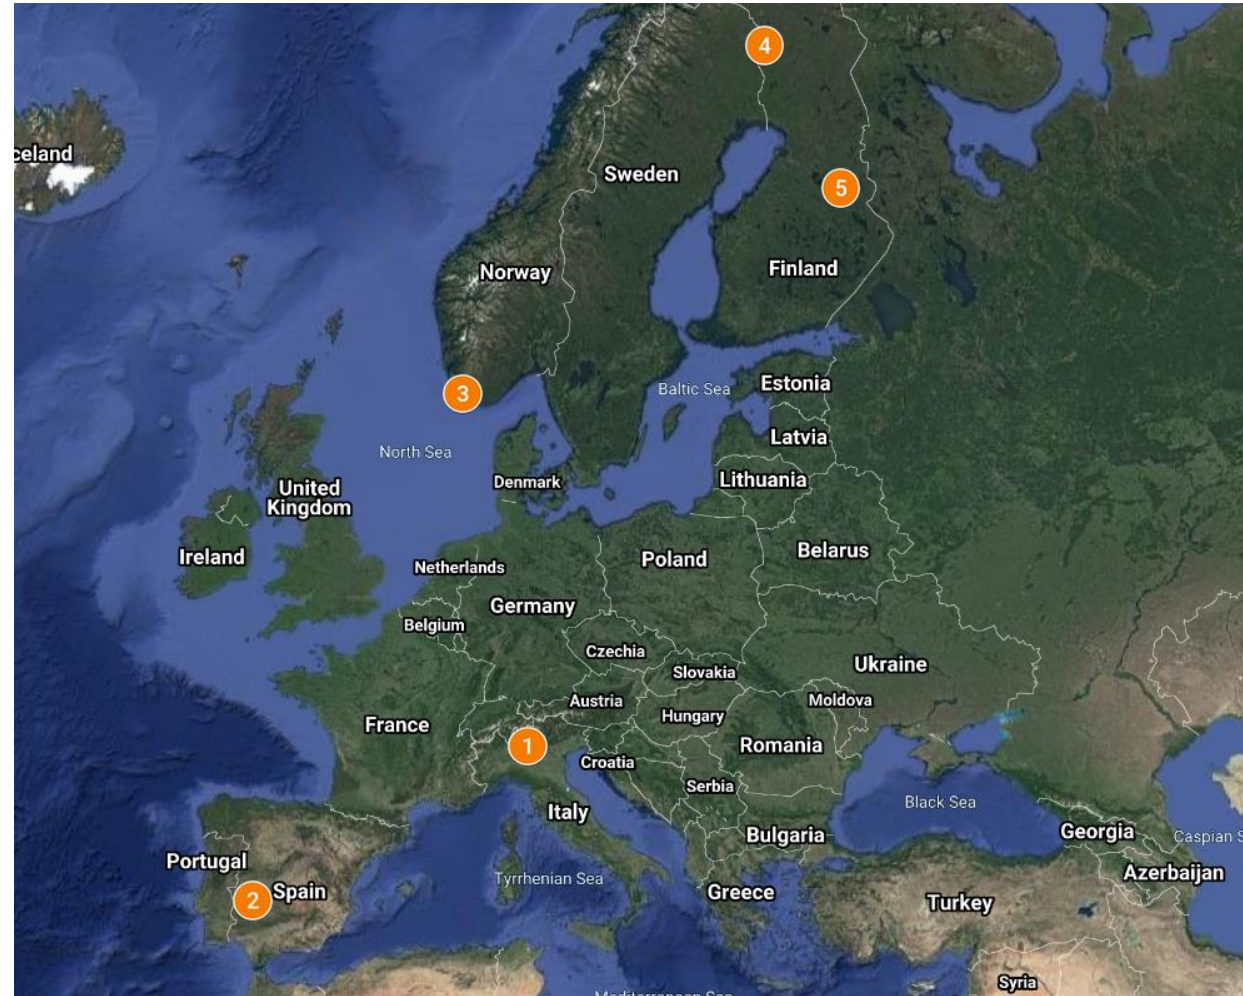 4
celand
Sweden
5
Norway
Finland
3
Baltic Sea
Estonia
North Sea
Latvia
Denmark
Lithuania
United
Kingdom
Ireland
Netherlands
Poland
Belarus
Germany
Belgium
Czechia
Ukraine
Slovakia
Austria
Moldova
France
Hungary
1
Romania
Croatia
Serbia
Black Sea
Italy
Bulgaria
Georgia
Caspian S
Portugal
Tyrrhenian Sea
Azerbaijan
2
Spain
Greece
Turkey
Syria
Mediterranean Sea